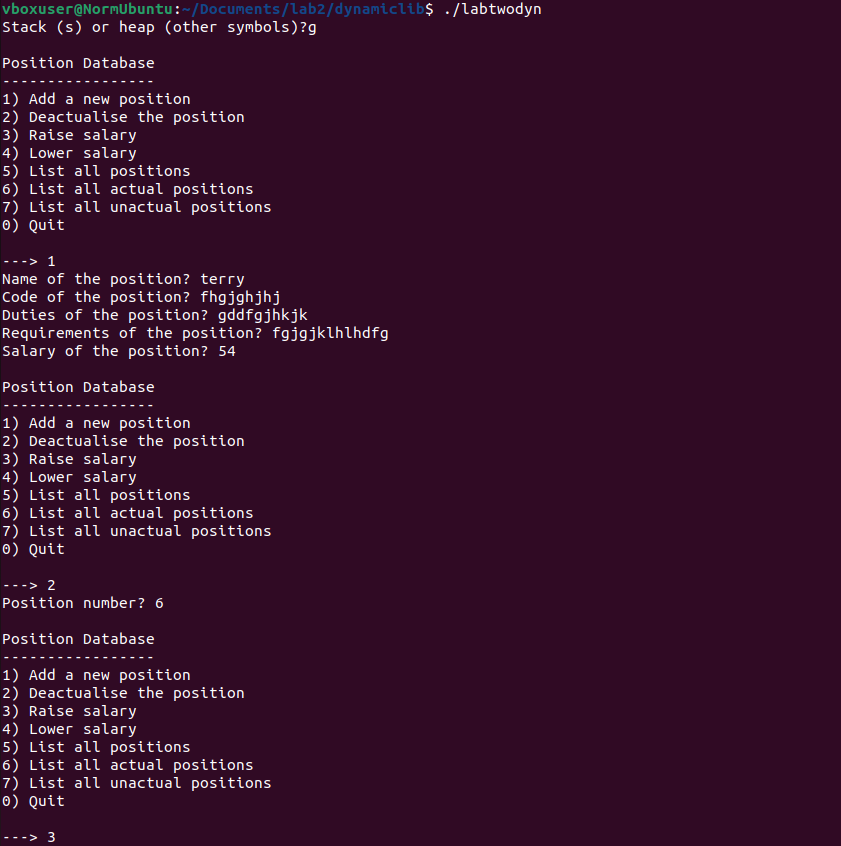 vboxuser@NormUbuntu:~/Documents/lab2/dynamiclib$ ./labtwodyn
Stack (s) or heap (other symbols)?g
Position Database
-----------------
1) Add a new position
2) Deactualise the position
3) Raise salary
4) Lower salary
5) List all positions
6) List all actual positions
7) List all unactual positions
0) Quit
---> 1
Name of the position? terry
Code of the position? fhgjghjhj
Duties of the position? gddfgjhkjk
Requirements of the position? fgjgjklhlhdfg
Salary of the position? 54
Position Database
-----------------
1) Add a new position
2) Deactualise the position
3) Raise salary
4) Lower salary
5) List all positions
6) List all actual positions
7) List all unactual positions
0) Quit
---> 2
Position number? 6
Position Database
-----------------
1) Add a new position
2) Deactualise the position
3) Raise salary
4) Lower salary
5) List all positions
6) List all actual positions
7) List all unactual positions
0) Quit
---> 3